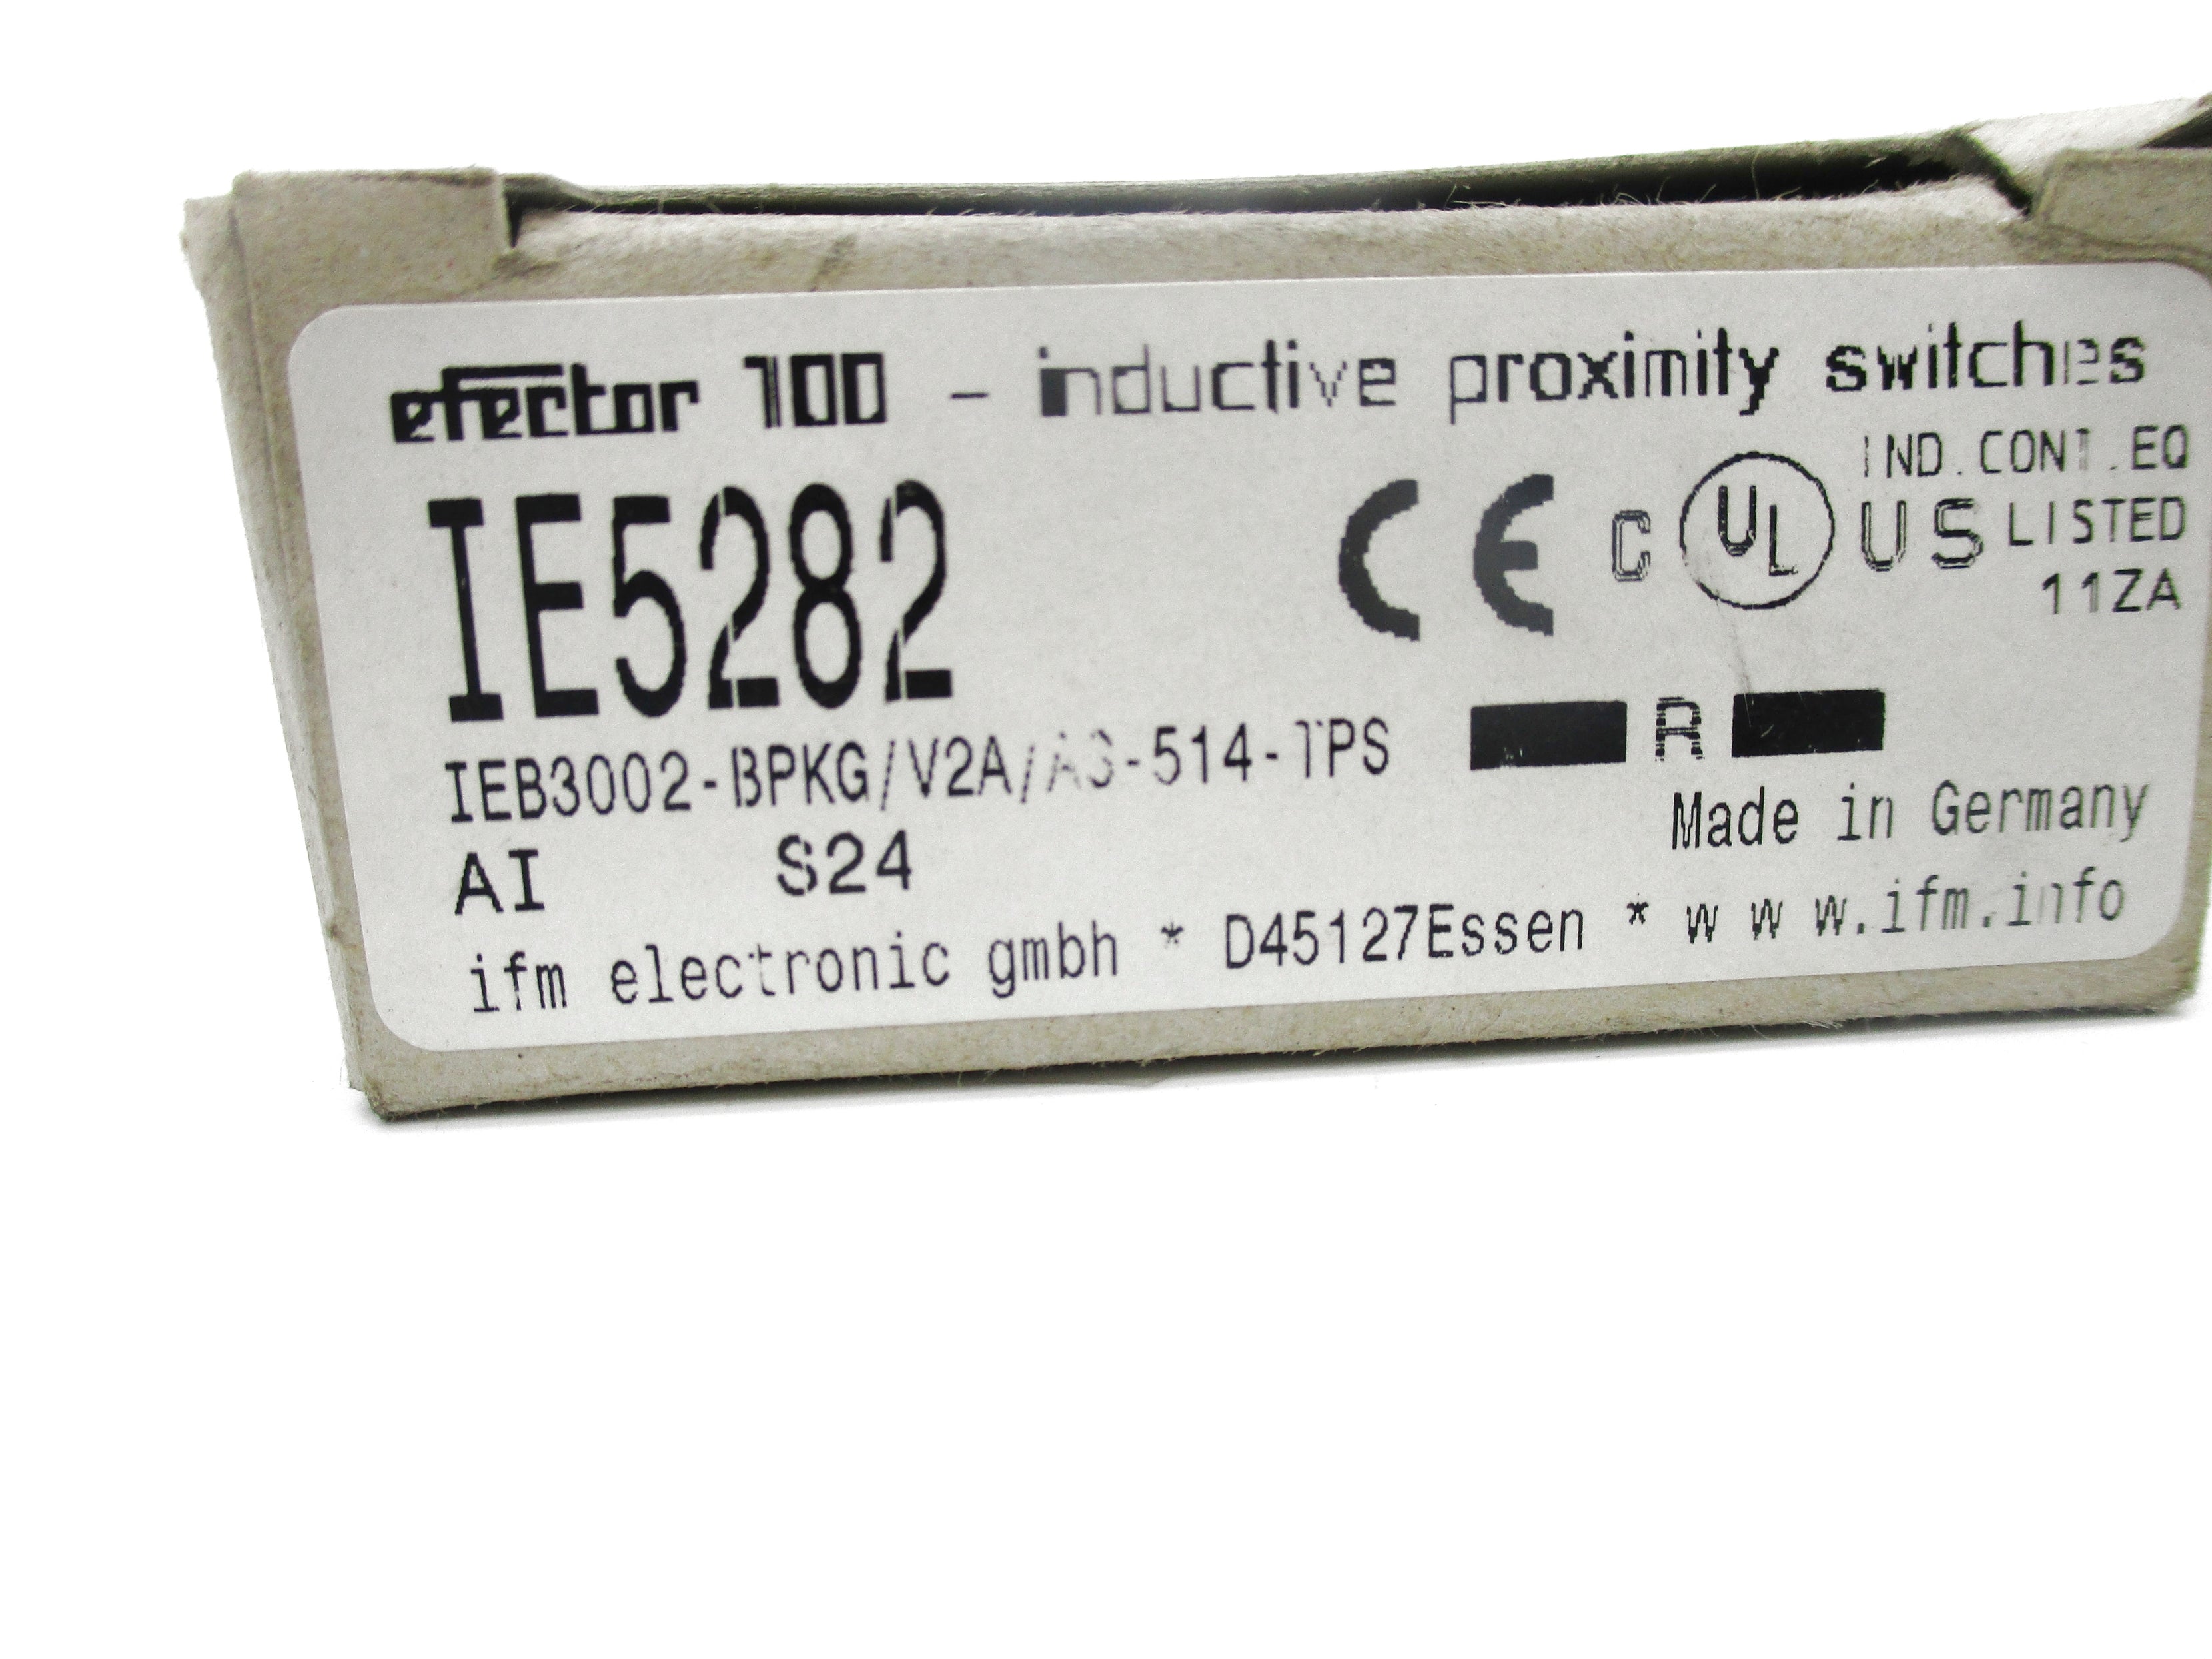 efector 100 - inductive proximity switches
IE5282
CE
C UL US
IND.CONT.EQ
LISTED
11ZA
IEB3002-BPKG/V2A/AS-514-TPS
R
Made in Germany
AI S24
ifm electronic gmbh * D45127Essen * w w w.ifm.info